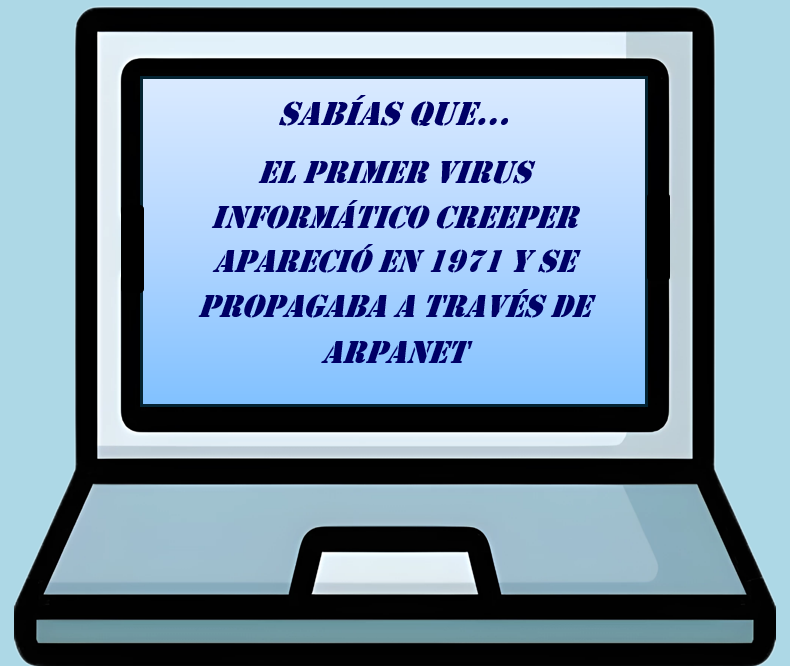 SABÍAS QUE...
EL PRIMER VIRUS
INFORMÁTICO CREEPER
APARECIÓ EN 1971 Y SE
PROPAGABA A TRAVÉS DE
ARPANET